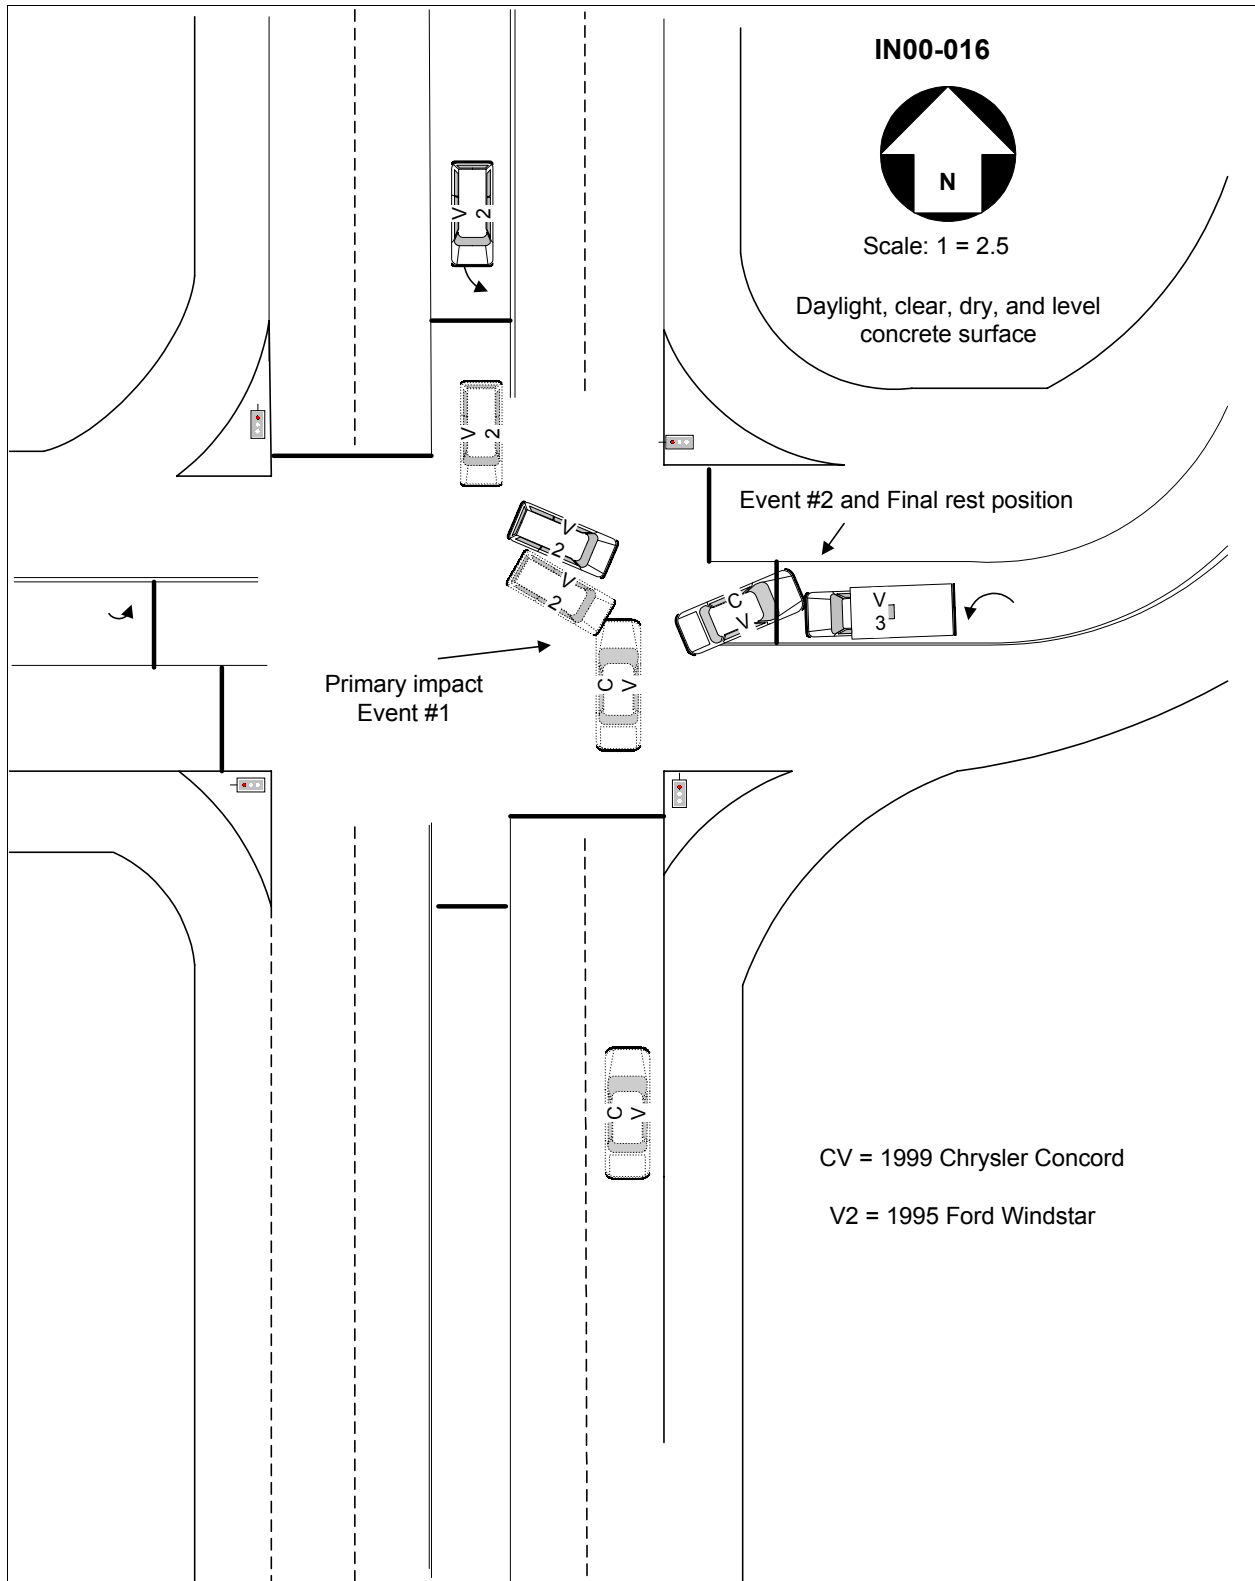 IN00-016
N
Scale: 1 = 2.5
Daylight, clear, dry, and level
concrete surface
V
2
V
2
Event #2 and Final rest position
V
2
V
2
C
V
V
3
C
V
Primary impact
Event #1
C
V
CV = 1999 Chrysler Concord
V2 = 1995 Ford Windstar